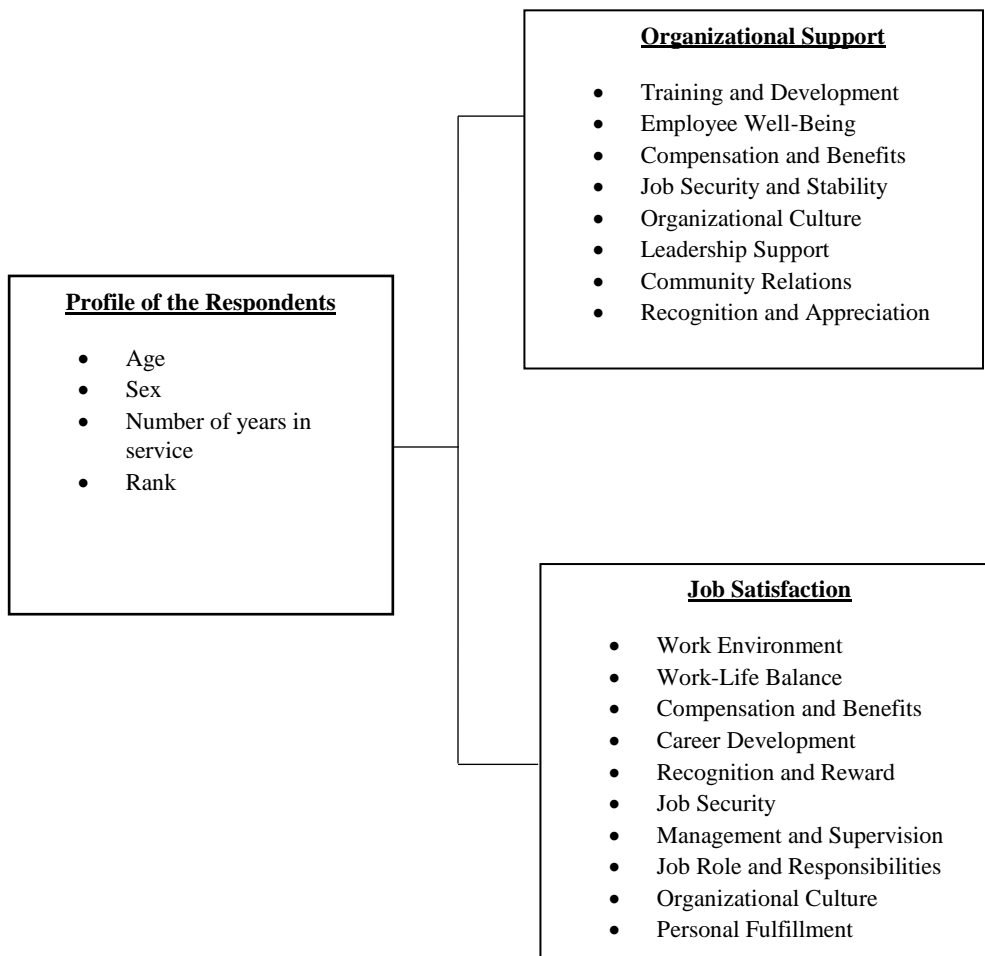 Organizational Support
• Training and Development
• Employee Well-Being
• Compensation and Benefits
• Job Security and Stability
• Organizational Culture
• Leadership Support
• Community Relations
• Recognition and Appreciation
Profile of the Respondents
• Age
• Sex
• Number of years in
service
• Rank
Job Satisfaction
• Work Environment
• Work-Life Balance
• Compensation and Benefits
• Career Development
• Recognition and Reward
• Job Security
• Management and Supervision
• Job Role and Responsibilities
• Organizational Culture
• Personal Fulfillment